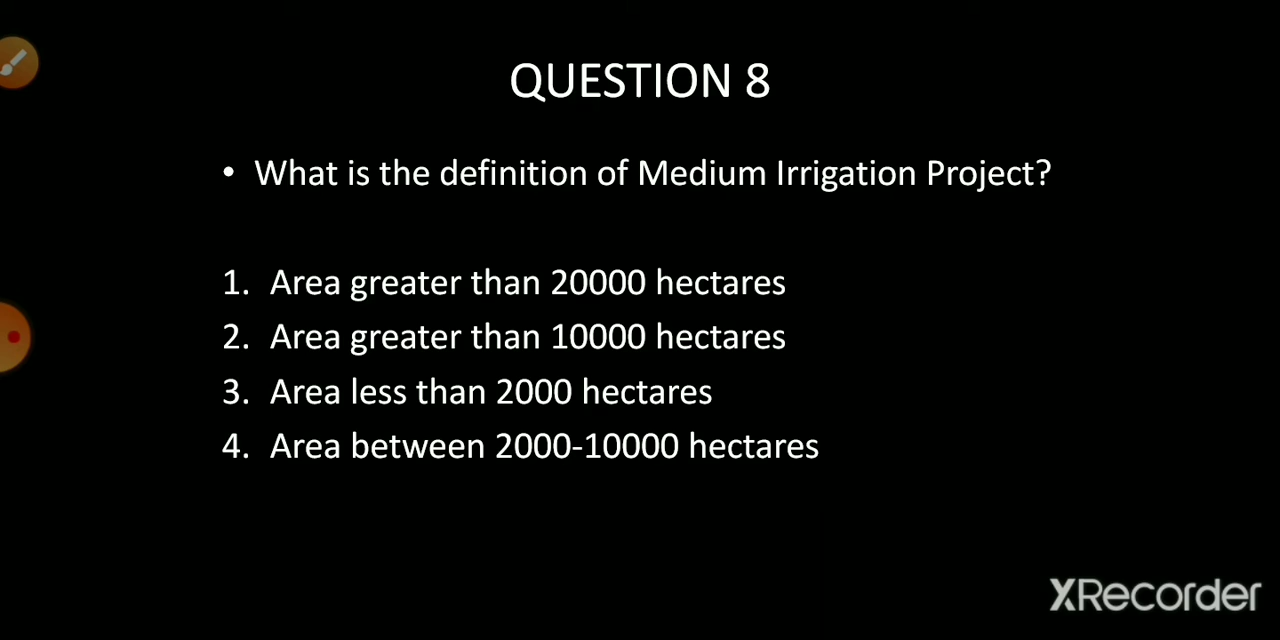 QUESTION 8
• What is the definition of Medium Irrigation Project?
1. Area greater than 20000 hectares
2. Area greater than 10000 hectares
3. Area less than 2000 hectares
4. Area between 2000-10000 hectares
XRecorder